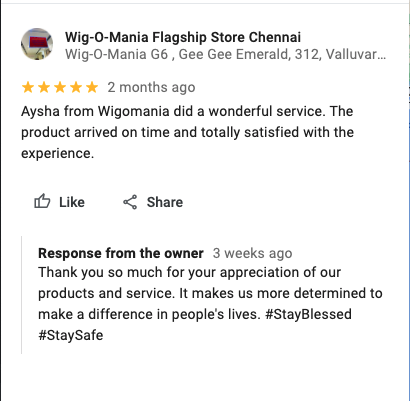 Wig-O-Mania Flagship Store Chennai
Wig-O-Mania G6 , Gee Gee Emerald, 312, Valluvar...
2 months ago
Aysha from Wigomania did a wonderful service. The
product arrived on time and totally satisfied with the
experience.
Like Share
Response from the owner 3 weeks ago
Thank you so much for your appreciation of our
products and service. It makes us more determined to
make a difference in people's lives. #StayBlessed
#StaySafe